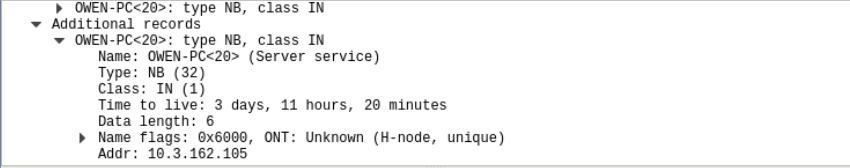 OWEN-PC<20>: type NB, class IN
Additional records
OWEN-PC<20>: type NB, class IN
Name: OWEN-PC<20> (Server service)
Type: NB (32)
Class: IN (1)
Time to live: 3 days, 11 hours, 20 minutes
Data length: 6
Name flags: 0x6000, ONT: Unknown (H-node, unique)
Addr: 10.3.162.105